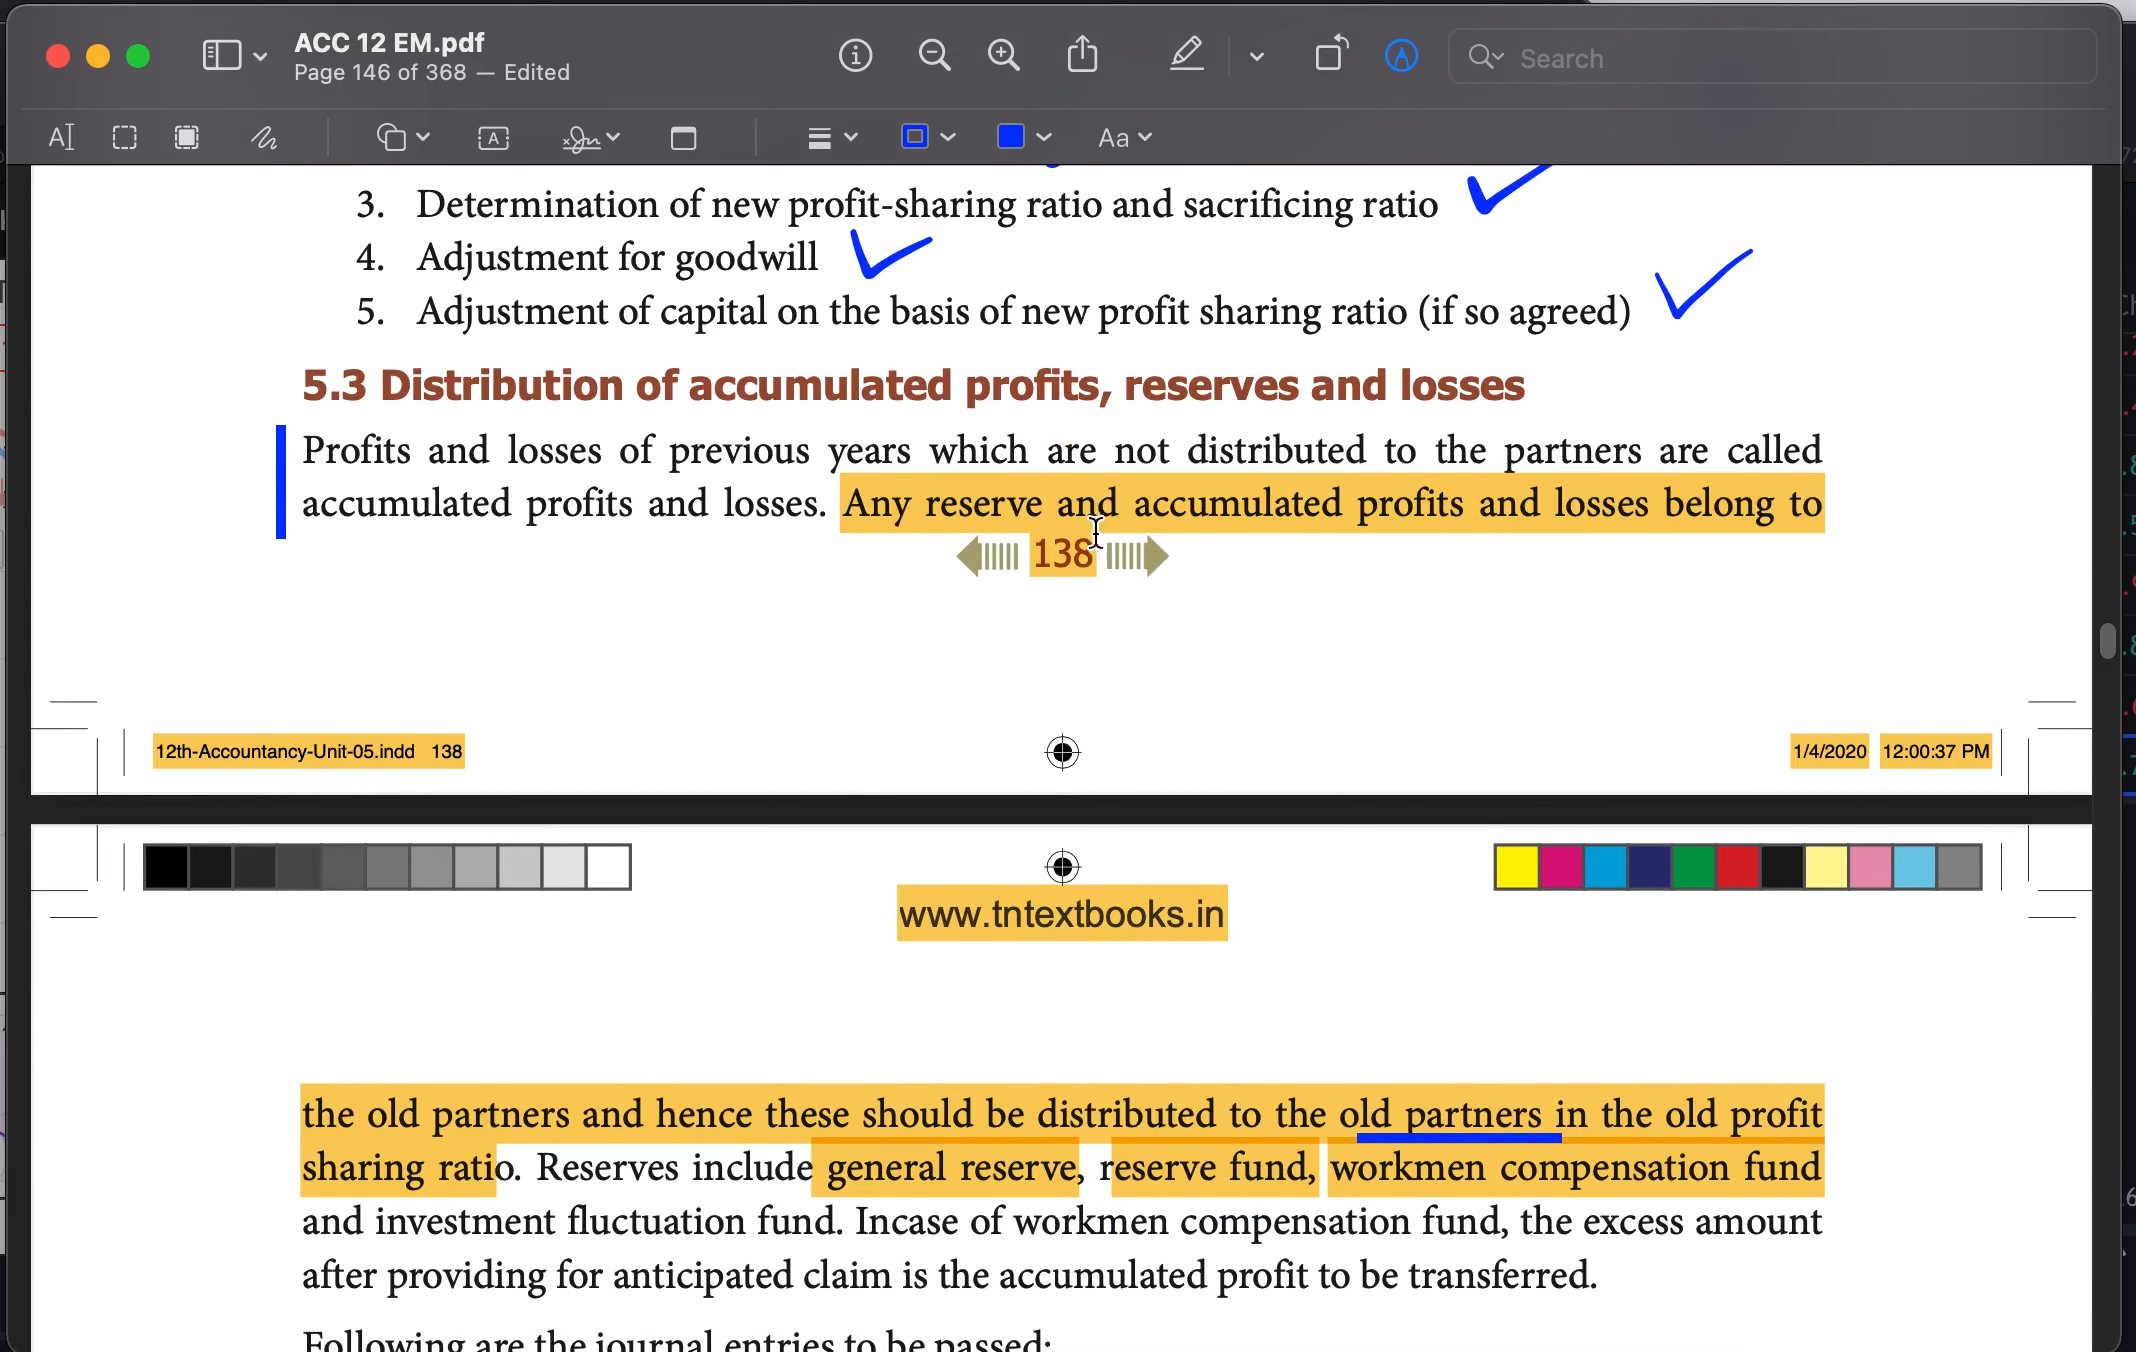 ACC 12 EM.pdf
Page 146 of 368 — Edited
Search
Aa
3. Determination of new profit-sharing ratio and sacrificing ratio
4. Adjustment for goodwill
5. Adjustment of capital on the basis of new profit sharing ratio (if so agreed)
5.3 Distribution of accumulated profits, reserves and losses
Profits and losses of previous years which are not distributed to the partners are called
accumulated profits and losses. Any reserve and accumulated profits and losses belong to
138
12th-Accountancy-Unit-05.indd 138
1/4/2020 12:00:37 PM
www.tntextbooks.in
the old partners and hence these should be distributed to the old partners in the old profit
sharing ratio. Reserves include general reserve, reserve fund, workmen compensation fund
and investment fluctuation fund. Incase of workmen compensation fund, the excess amount
after providing for anticipated claim is the accumulated profit to be transferred.
Following are the journal entries to be passed: